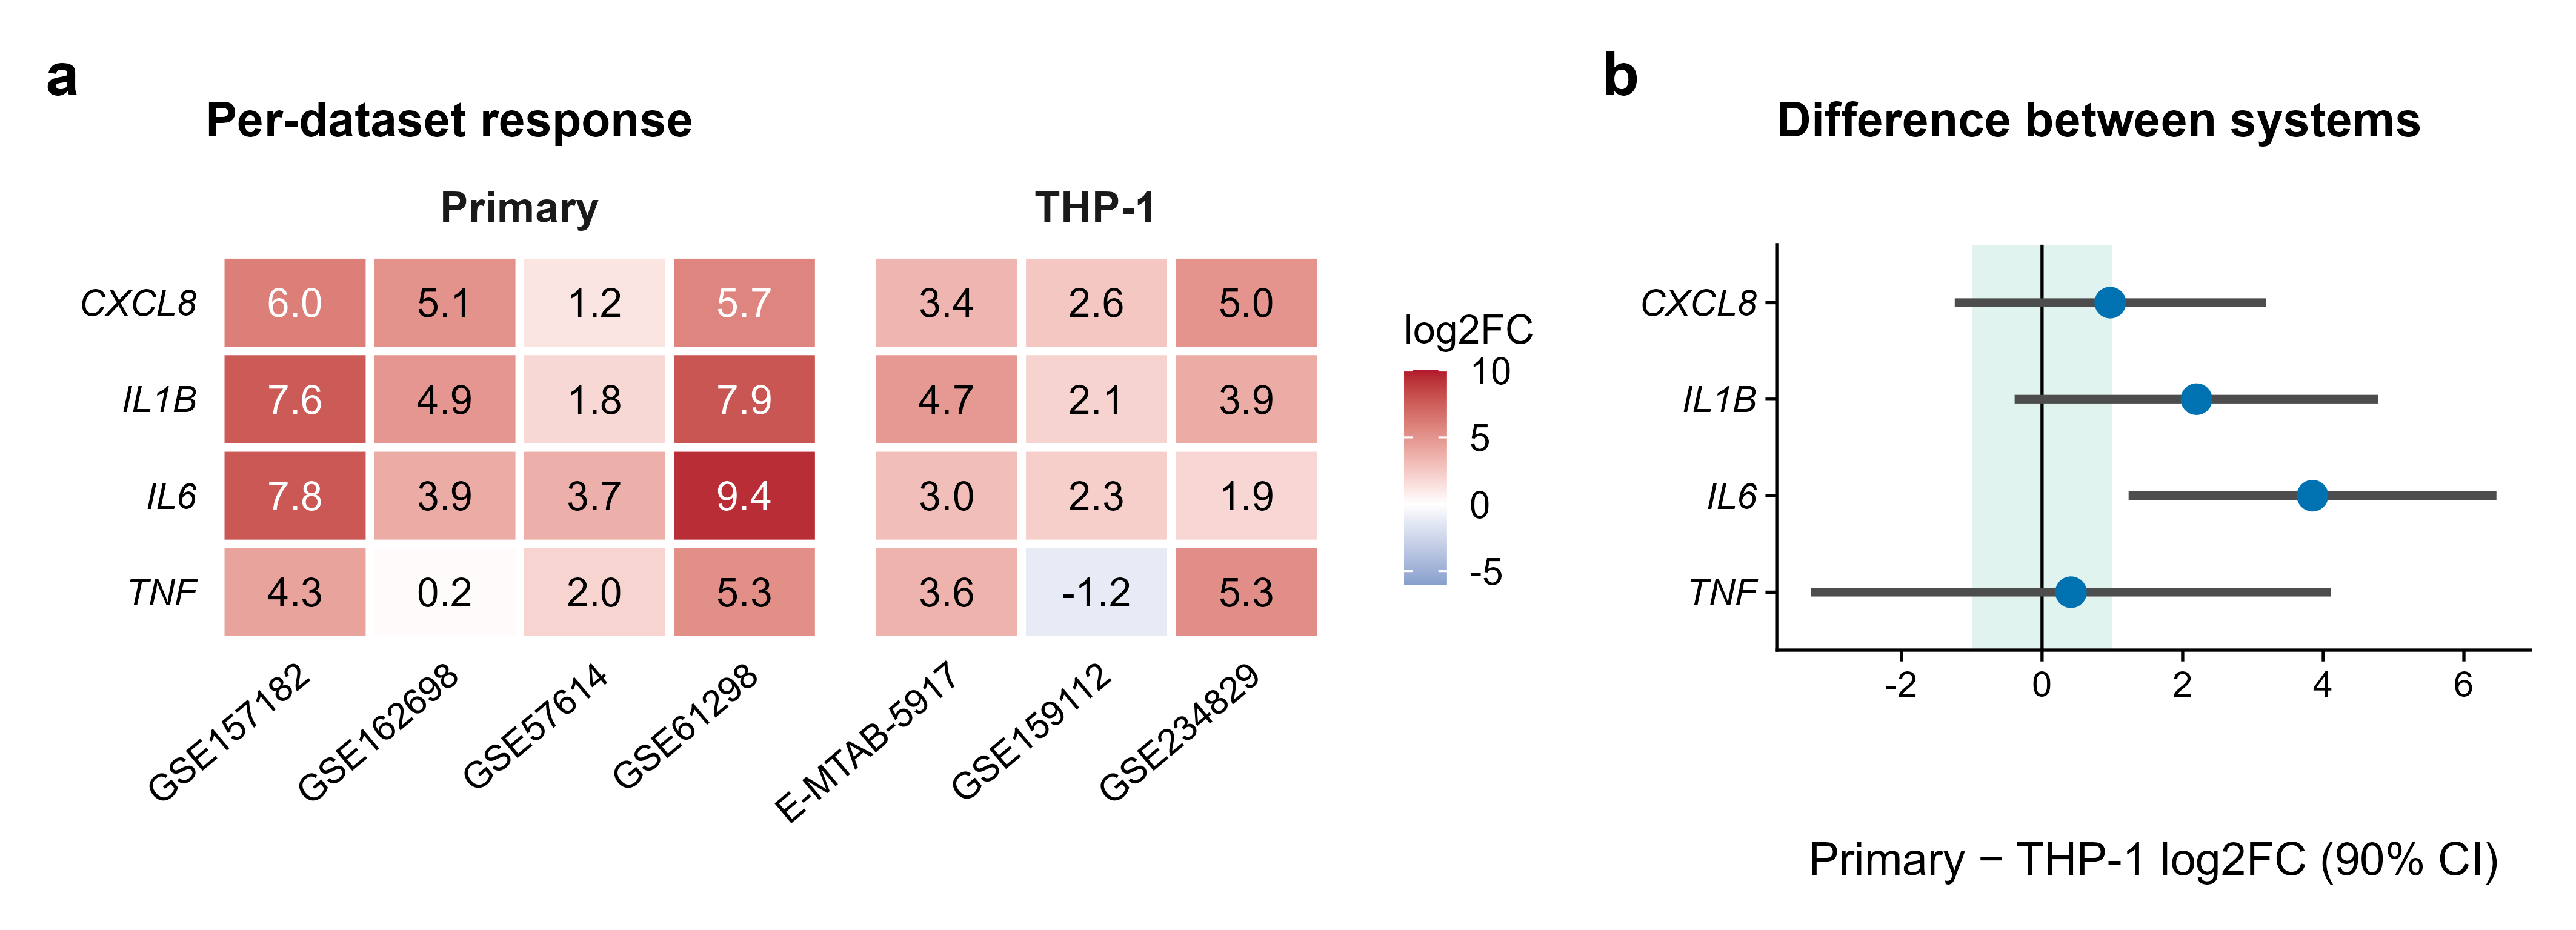 a
Per-dataset response
Primary
THP-1
CXCL8 6.0 5.1 1.2 5.7 3.4 2.6 5.0
IL1B 7.6 4.9 1.8 7.9 4.7 2.1 3.9
IL6 7.8 3.9 3.7 9.4 3.0 2.3 1.9
TNF 4.3 0.2 2.0 5.3 3.6 -1.2 5.3
GSE157182
GSE162698
GSE57614
GSE61298
E-MTAB-5917
GSE159112
GSE234829
log2FC
10
5
0
-5
b
Difference between systems
CXCL8
IL1B
IL6
TNF
-2 0 2 4 6
Primary − THP-1 log2FC (90% CI)